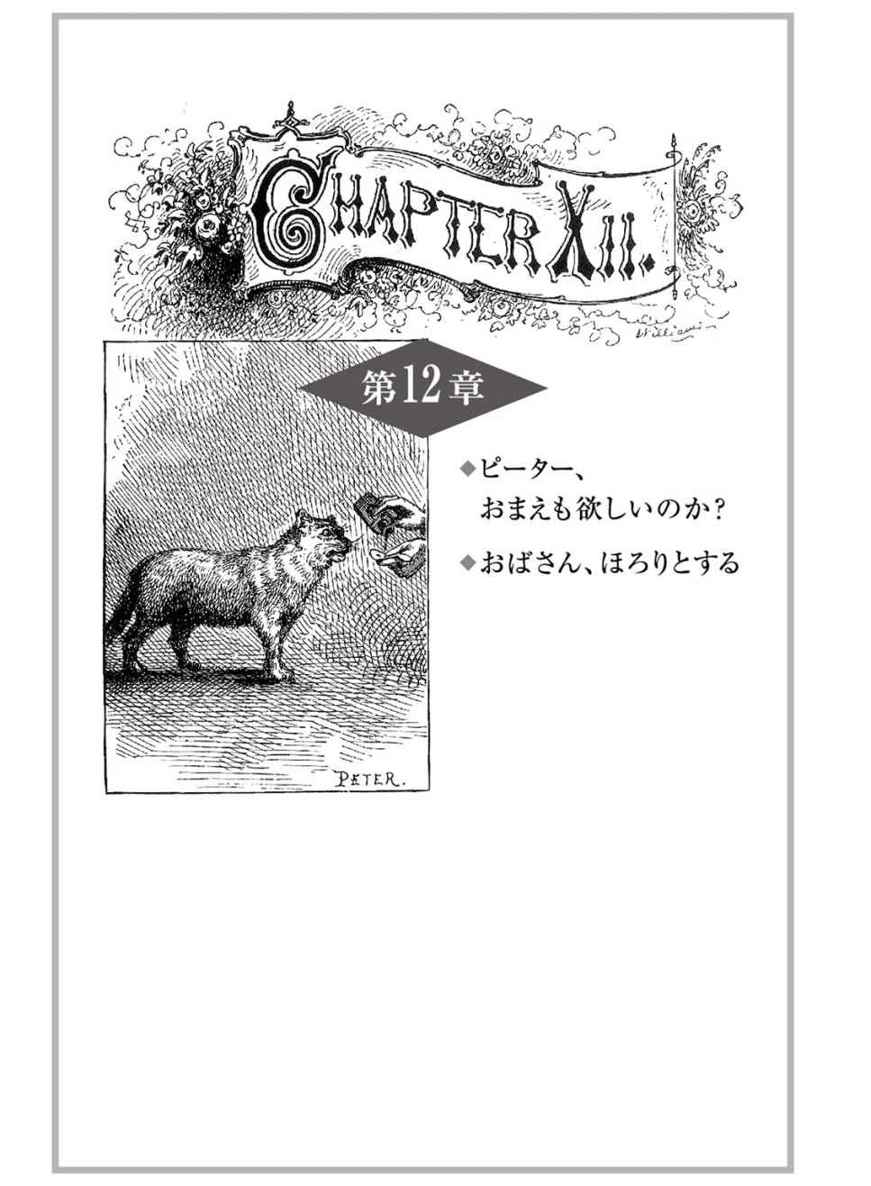 CHAPTER XII.
Williams
第12章
◆ピーター、
おまえも欲しいのか?
◆おばさん、ほろりとする
PETER.